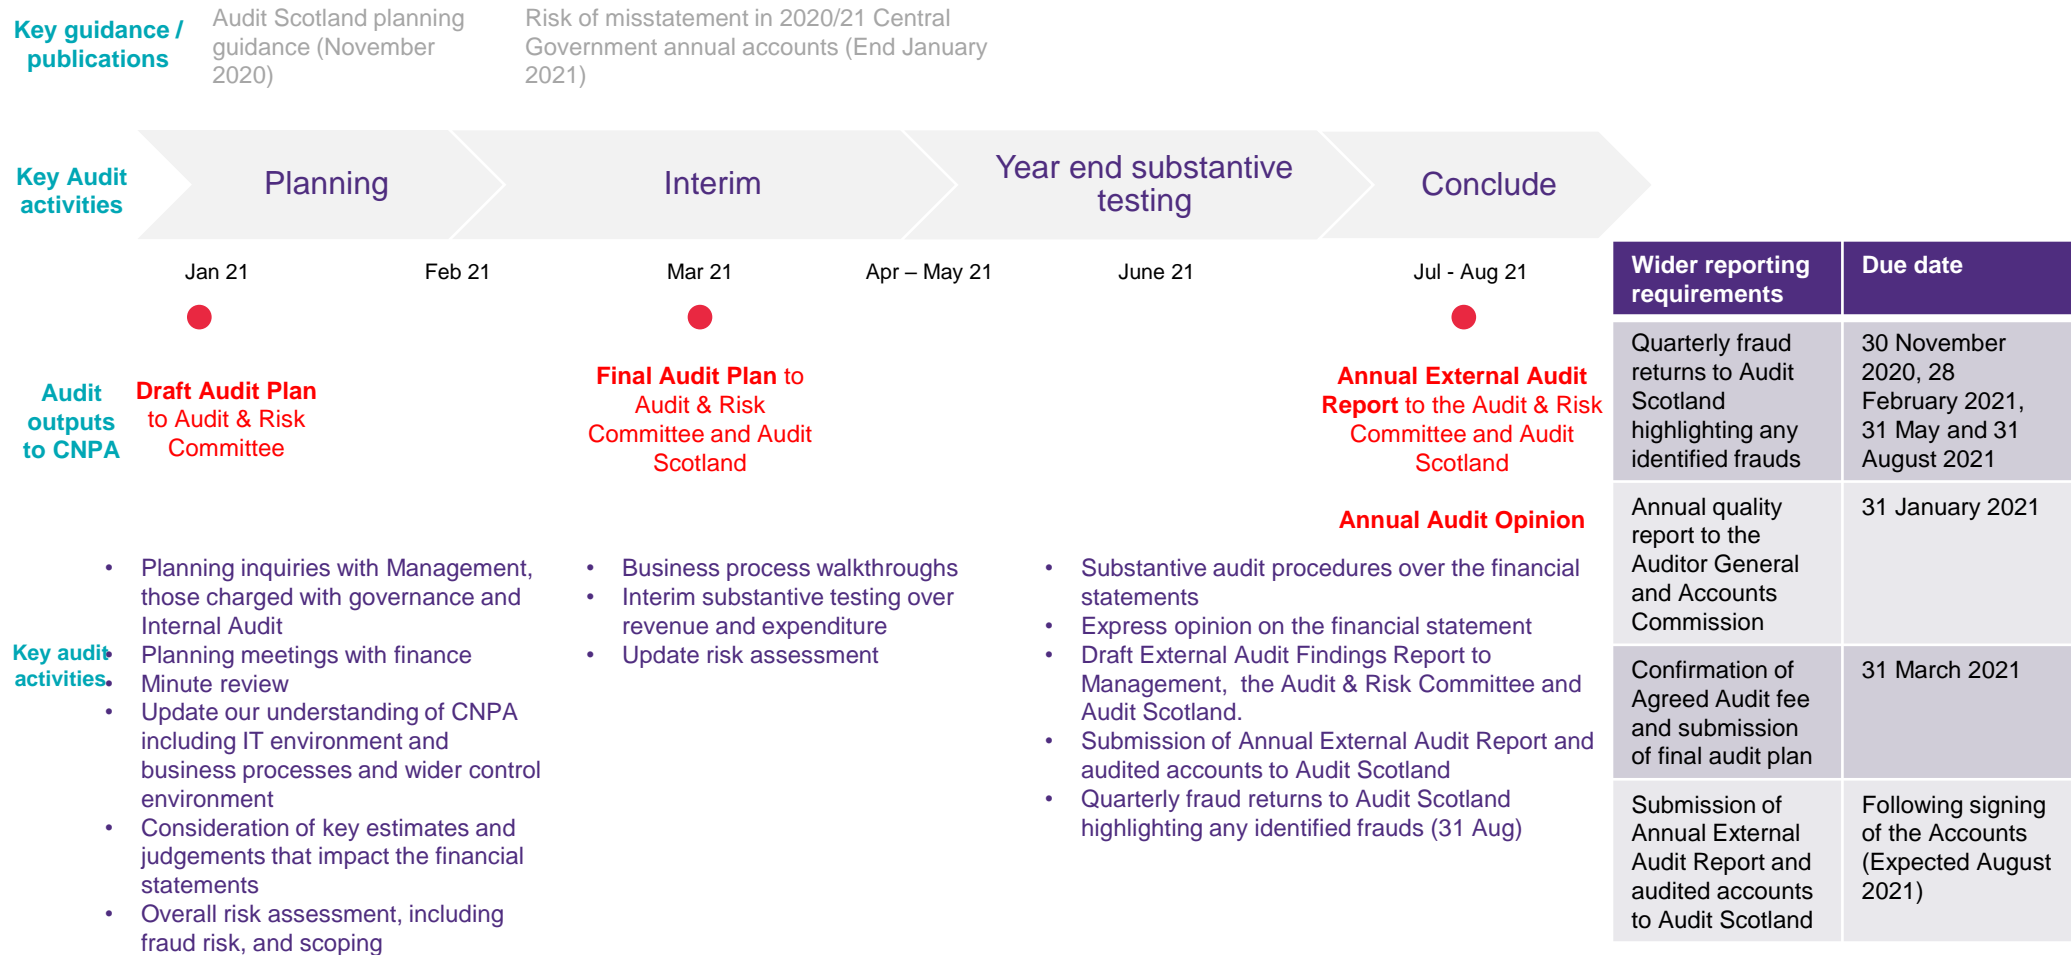 Key guidance /
publications
Audit Scotland planning
guidance (November
2020)
Risk of misstatement in 2020/21 Central
Government annual accounts (End January
2021)
Key Audit
activities
Planning
Interim
Year end substantive
testing
Conclude
Jan 21
Feb 21
Mar 21
Apr – May 21
June 21
Jul - Aug 21
Audit
outputs
to CNPA
Draft Audit Plan
to Audit & Risk
Committee
Final Audit Plan to
Audit & Risk
Committee and Audit
Scotland
Annual External Audit
Report to the Audit & Risk
Committee and Audit
Scotland
Annual Audit Opinion
Key audit
activities
• Planning inquiries with Management,
those charged with governance and
Internal Audit
• Planning meetings with finance
• Minute review
• Update our understanding of CNPA
including IT environment and
business processes and wider control
environment
• Consideration of key estimates and
judgements that impact the financial
statements
• Overall risk assessment, including
fraud risk, and scoping
• Business process walkthroughs
• Interim substantive testing over
revenue and expenditure
• Update risk assessment
• Substantive audit procedures over the financial
statements
• Express opinion on the financial statement
• Draft External Audit Findings Report to
Management,  the Audit & Risk Committee and
Audit Scotland.
• Submission of Annual External Audit Report and
audited accounts to Audit Scotland
• Quarterly fraud returns to Audit Scotland
highlighting any identified frauds (31 Aug)
Wider reporting
requirements
Due date
Quarterly fraud
returns to Audit
Scotland
highlighting any
identified frauds
30 November
2020, 28
February 2021,
31 May and 31
August 2021
Annual quality
report to the
Auditor General
and Accounts
Commission
31 January 2021
Confirmation of
Agreed Audit fee
and submission
of final audit plan
31 March 2021
Submission of
Annual External
Audit Report and
audited accounts
to Audit Scotland
Following signing
of the Accounts
(Expected August
2021)